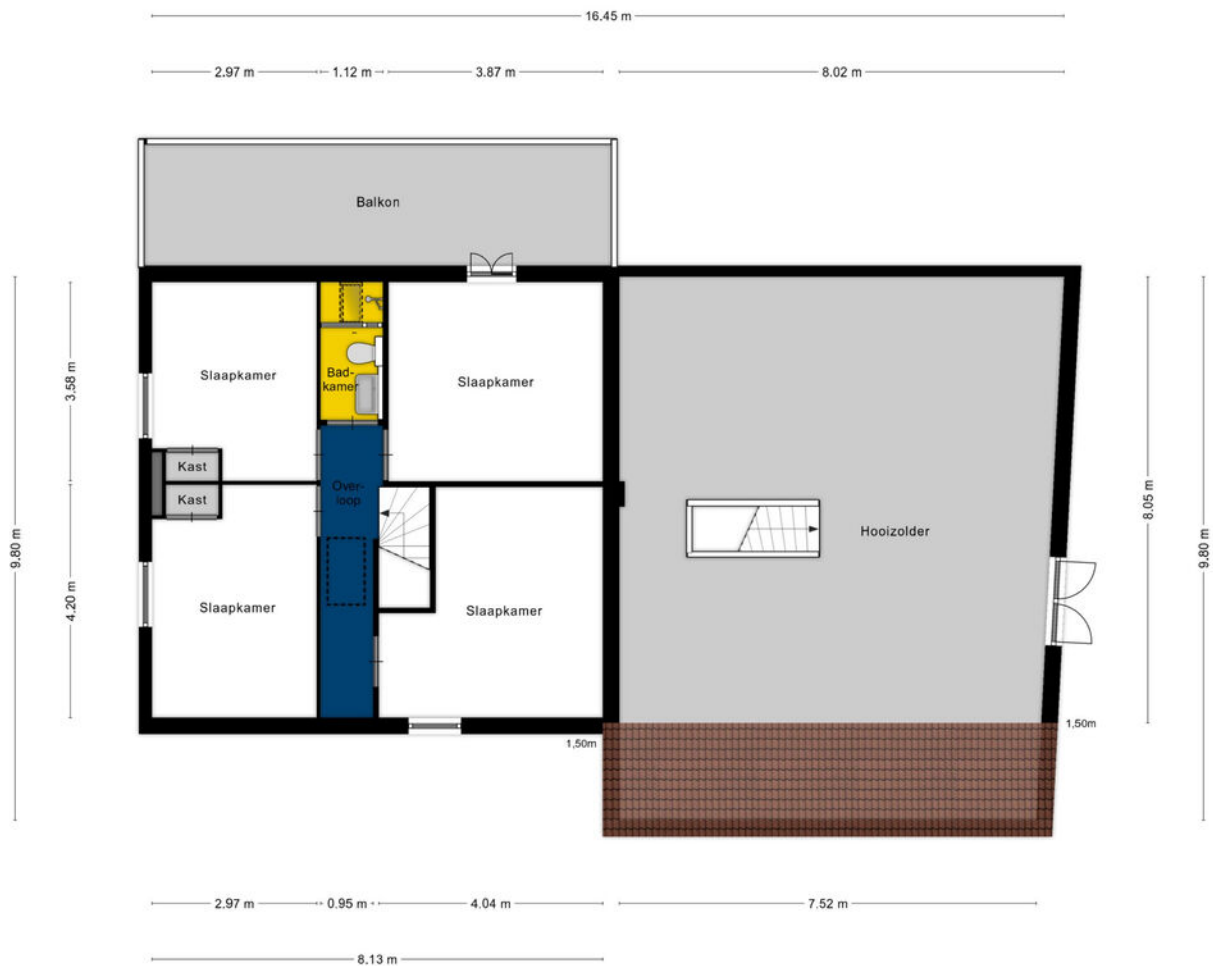 16.45 m
2.97 m
1.12 m
3.87 m
8.02 m
Balkon
Slaapkamer
Bad-
kamer
Slaapkamer
3.58 m
Kast
Kast
Over-
loop
Hooizolder
8.05 m
9.80 m
9.80 m
4.20 m
Slaapkamer
Slaapkamer
1,50m
1,50m
2.97 m
0.95 m
4.04 m
7.52 m
8.13 m